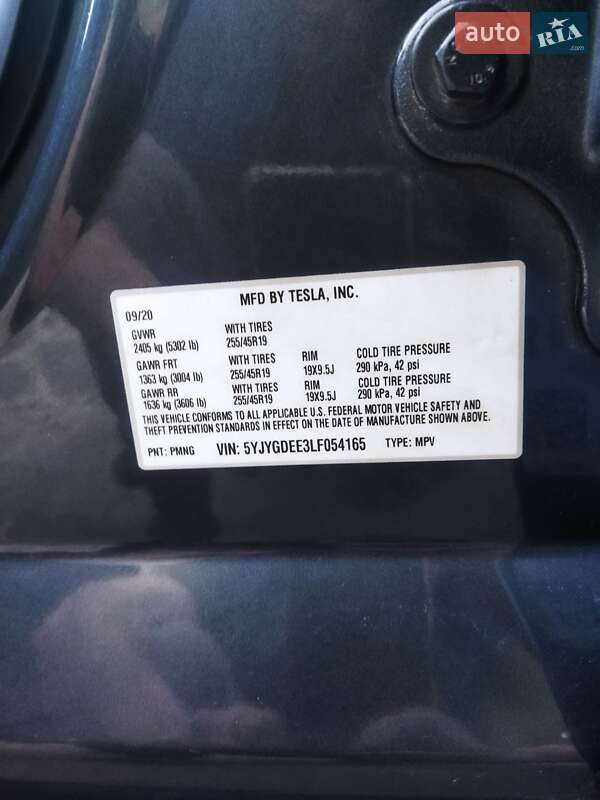 auto RIA
.com
10.9
MFD BY TESLA, INC.
09/20
GVWR WITH TIRES
2405 kg (5302 lb) 255/45R19
GAWR FRT WITH TIRES RIM COLD TIRE PRESSURE
1363 kg (3004 lb) 255/45R19 19X9.5J 290 kPa, 42 psi
GAWR RR WITH TIRES RIM COLD TIRE PRESSURE
1636 kg (3606 lb) 255/45R19 19X9.5J 290 kPa, 42 psi
THIS VEHICLE CONFORMS TO ALL APPLICABLE U.S. FEDERAL MOTOR VEHICLE SAFETY AND
THEFT PREVENTION STANDARDS IN EFFECT ON THE DATE OF MANUFACTURE SHOWN ABOVE.
PNT: PMNG VIN: 5YJYGDEE3LF054165 TYPE: MPV